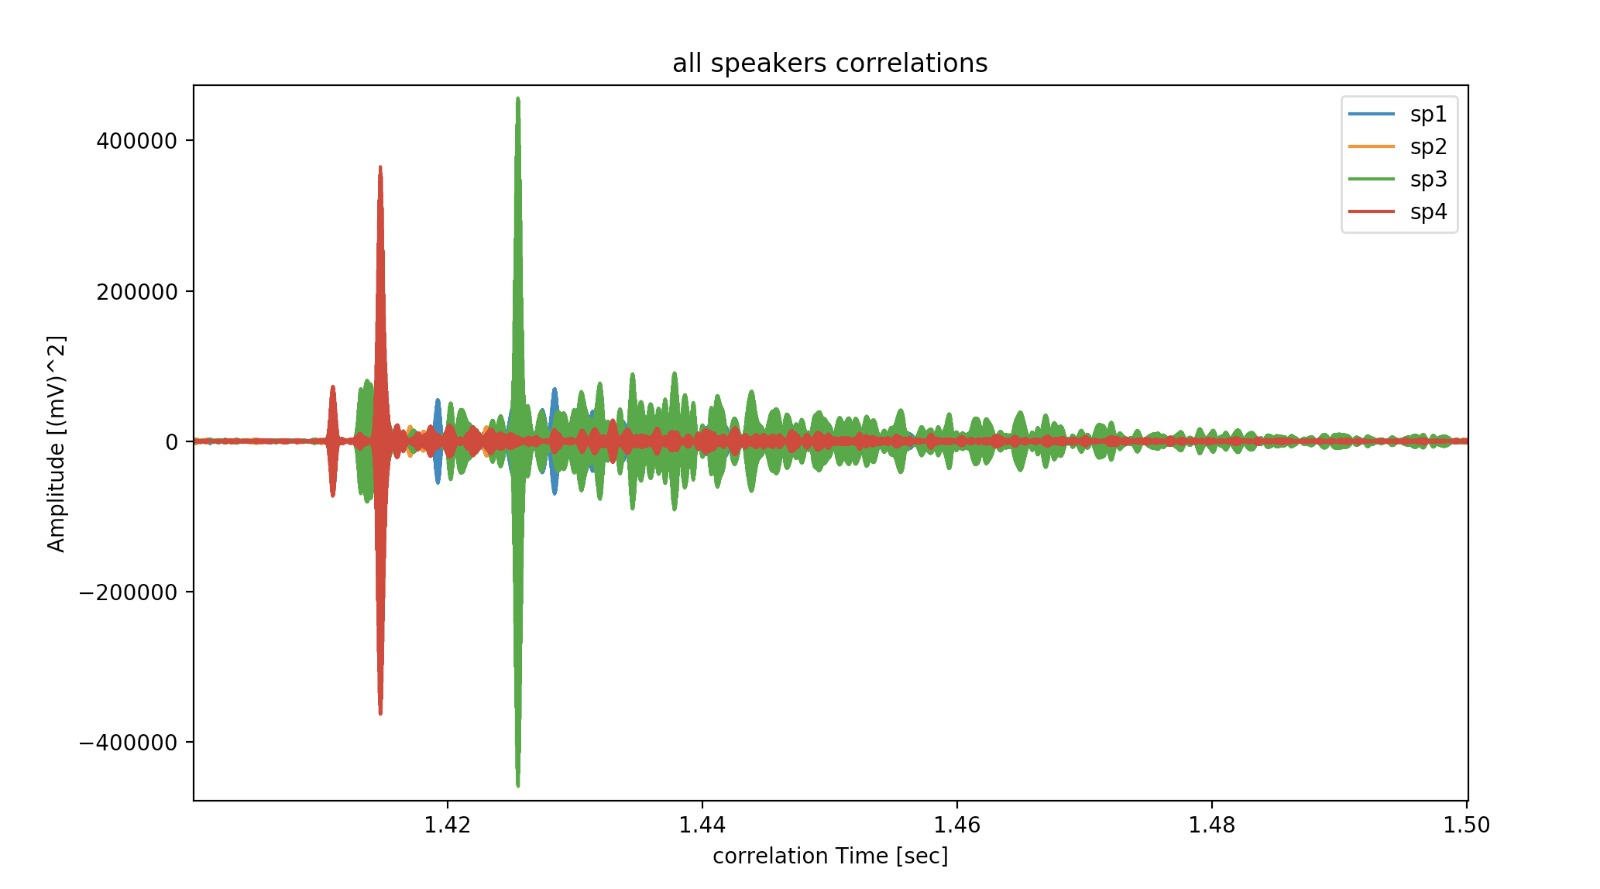 all speakers correlations
sp1
sp2
sp3
sp4
400000
200000
0
−200000
−400000
Amplitude [(mV)^2]
1.42
1.44
1.46
1.48
1.50
correlation Time [sec]